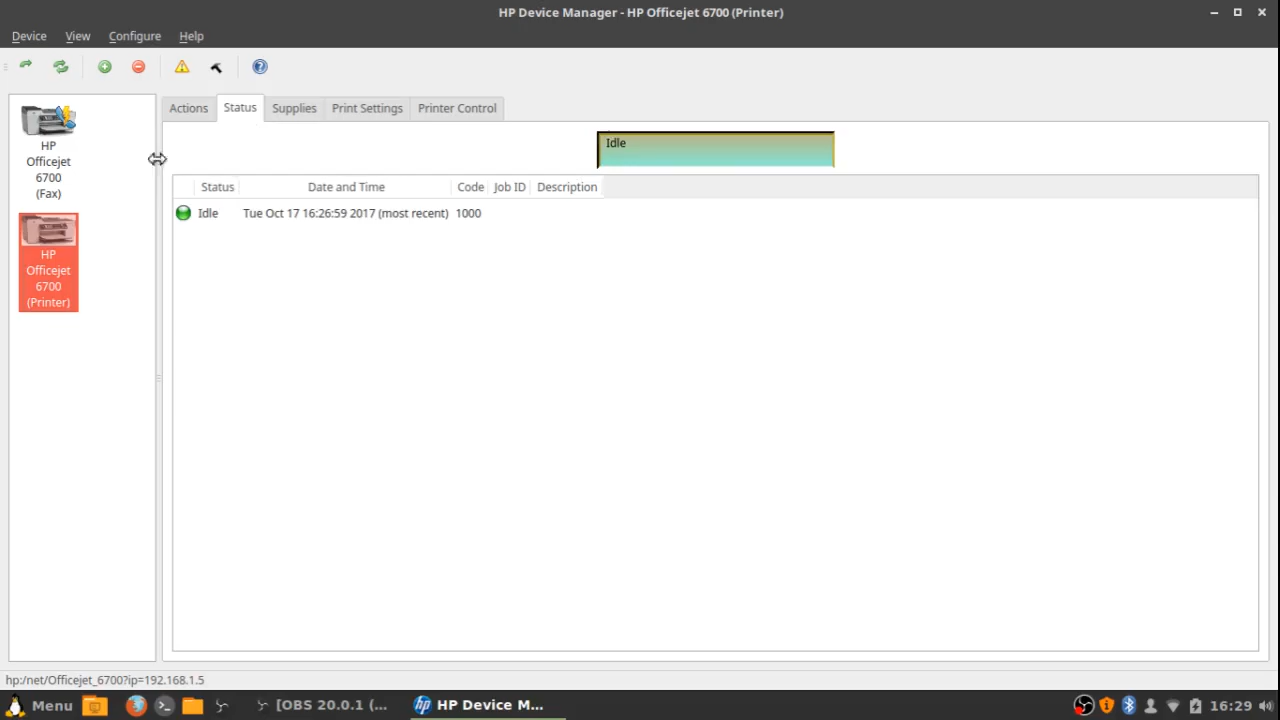 HP Device Manager - HP Officejet 6700 (Printer)
Device View Configure Help
Actions Status Supplies Print Settings Printer Control
HP
Officejet
6700
(Fax)
HP
Officejet
6700
(Printer)
Idle
Status Date and Time Code Job ID Description
Idle Tue Oct 17 16:26:59 2017 (most recent) 1000
hp:/net/Officejet_6700?ip=192.168.1.5
Menu [OBS 20.0.1 (... hp HP Device M... 16:29